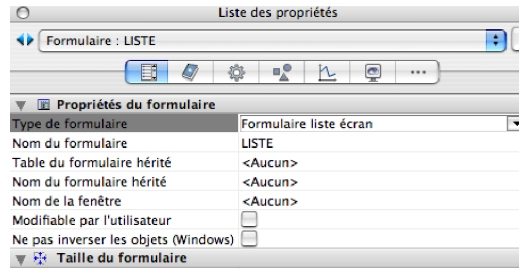 Liste des propriétés
Formulaire : LISTE
Propriétés du formulaire
Type de formulaire Formulaire liste écran
Nom du formulaire LISTE
Table du formulaire hérité <Aucun>
Nom du formulaire hérité <Aucun>
Nom de la fenêtre <Aucun>
Modifiable par l'utilisateur
Ne pas inverser les objets (Windows)
Taille du formulaire